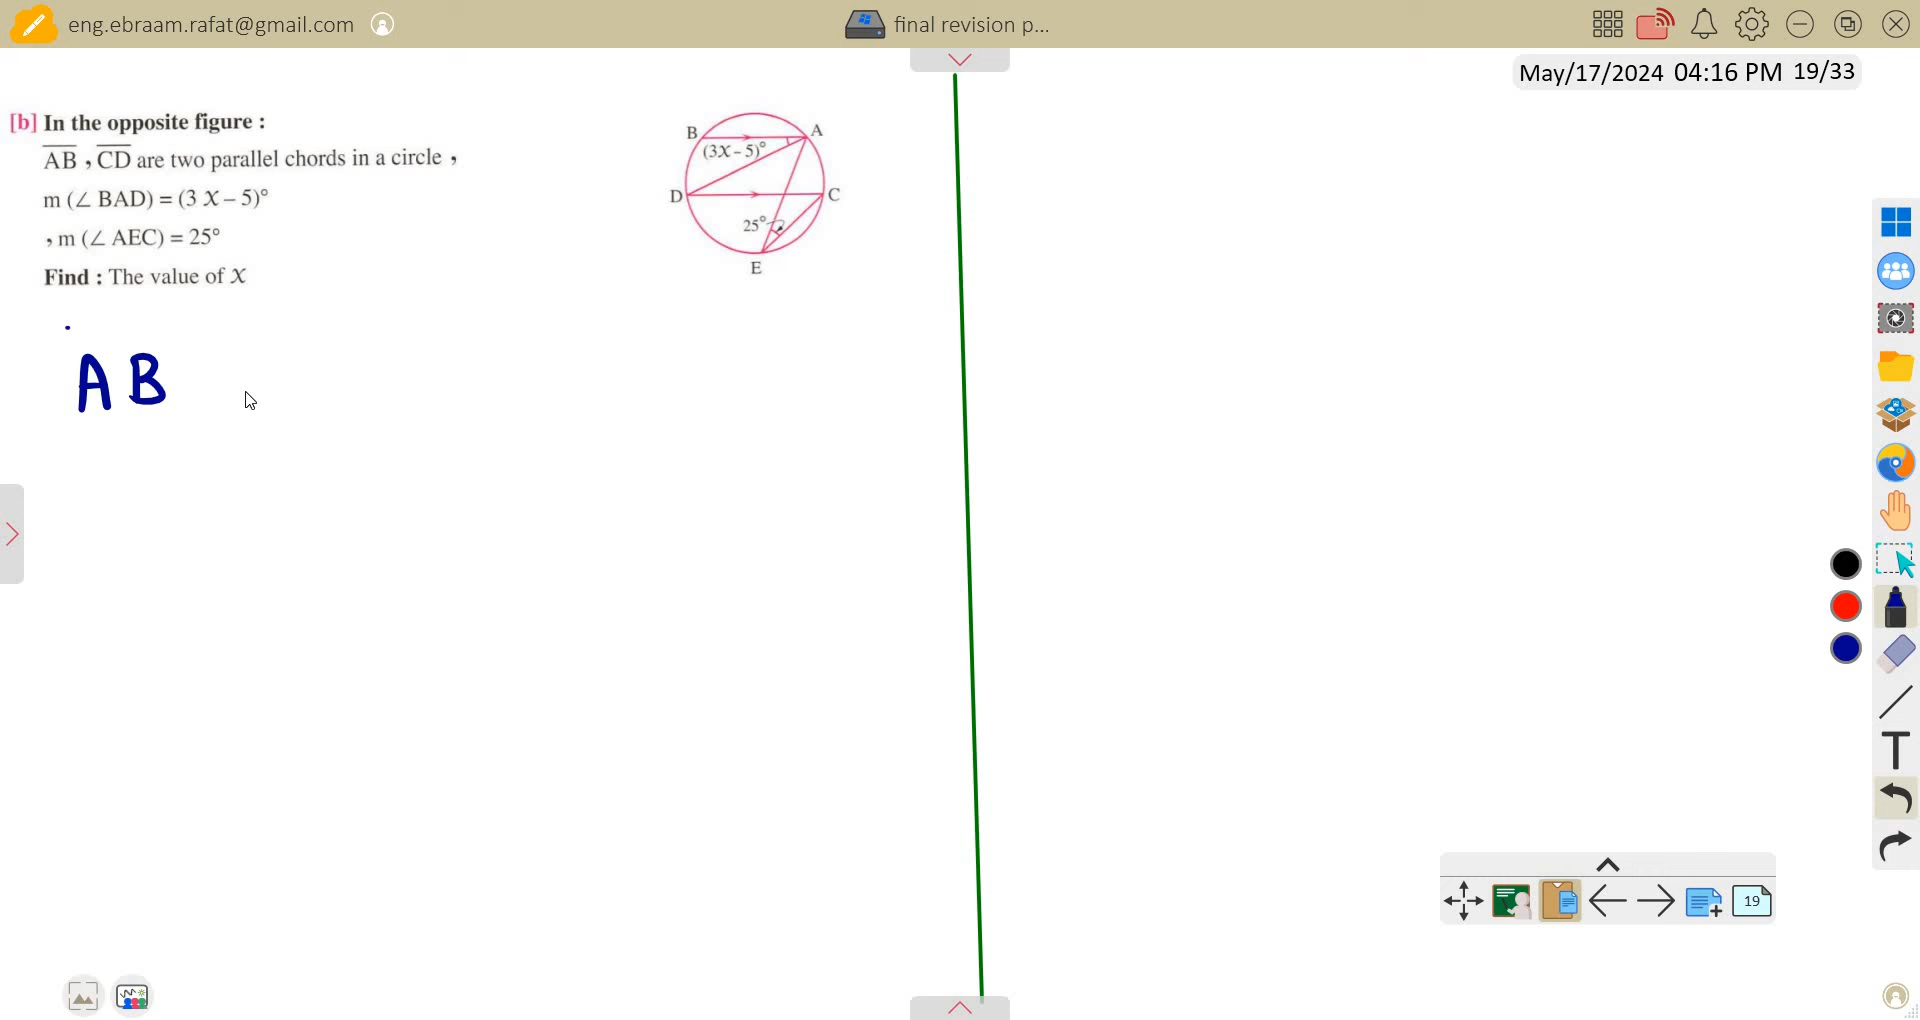 eng.ebraam.rafat@gmail.com
final revision p...
May/17/2024 04:16 PM 19/33
[b] In the opposite figure :
AB , CD are two parallel chords in a circle ,
m (∠ BAD) = (3 X – 5)°
, m (∠ AEC) = 25°
Find : The value of X
B
A
(3X – 5)°
D
C
25°
E
A B
T
19